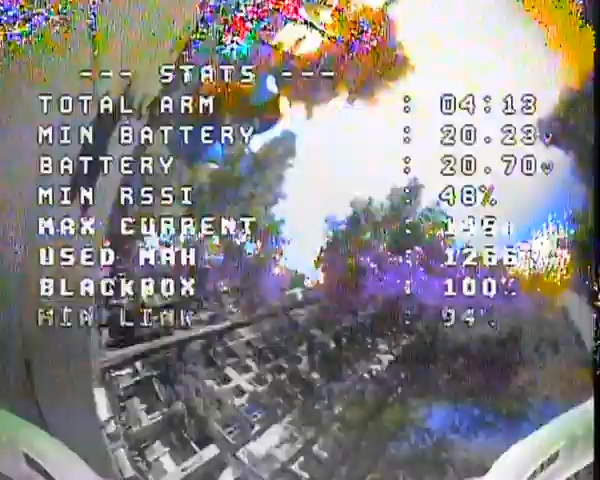 --- STATS ---
TOTAL ARM : 04:13
MIN BATTERY : 20.23V
BATTERY : 20.70V
MIN RSSI : 48%
MAX CURRENT :
USED MAH : 1266
BLACKBOX : 100%
MIN LINK : 94%